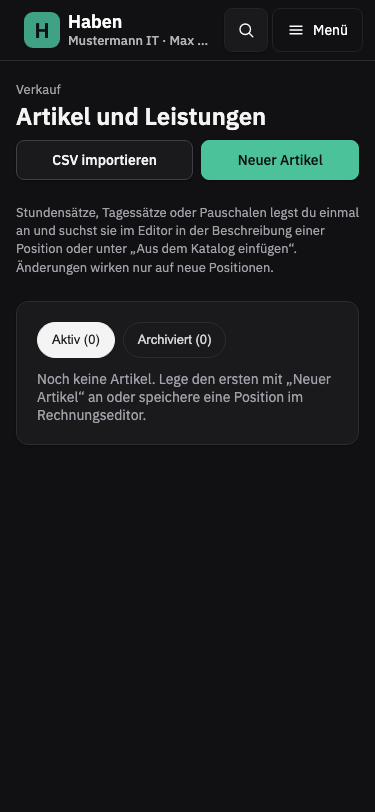 H
Haben
Mustermann IT · Max ...
Menü
Verkauf
Artikel und Leistungen
CSV importieren
Neuer Artikel
Stundensätze, Tagessätze oder Pauschalen legst du einmal
an und suchst sie im Editor in der Beschreibung einer
Position oder unter „Aus dem Katalog einfügen“.
Änderungen wirken nur auf neue Positionen.
Aktiv (0)
Archiviert (0)
Noch keine Artikel. Lege den ersten mit „Neuer
Artikel“ an oder speichere eine Position im
Rechnungseditor.